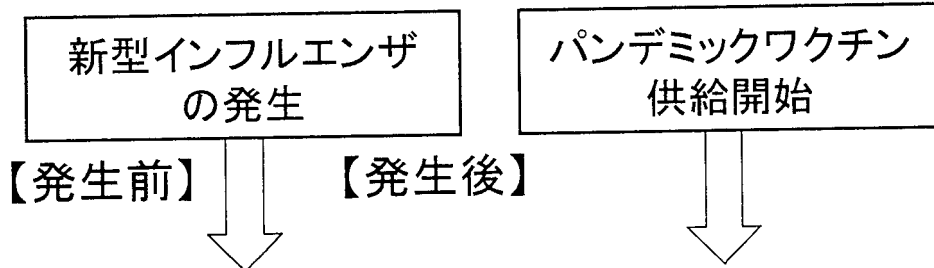 新型インフルエンザ
の発生
パンデミックワクチン
供給開始
【発生前】
【発生後】